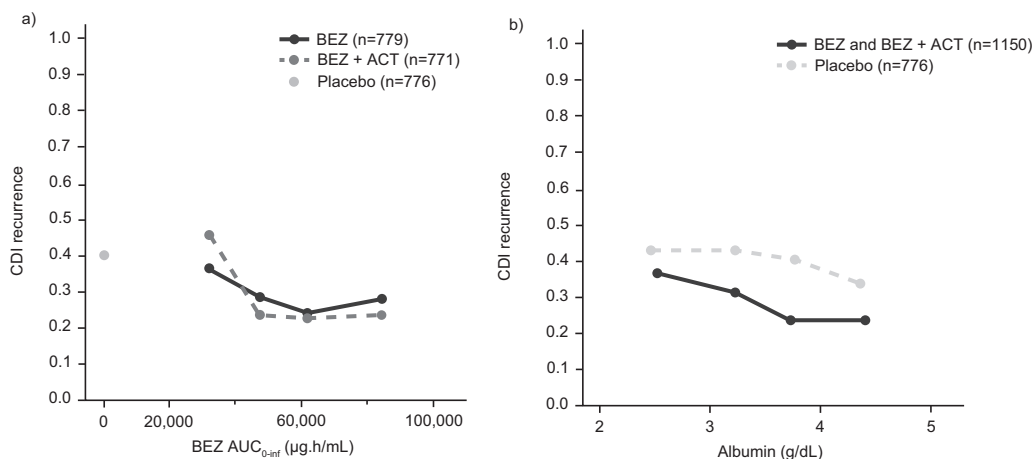 a)
BEZ (n=779)
BEZ + ACT (n=771)
Placebo (n=776)
CDI recurrence
1.0
0.9
0.8
0.7
0.6
0.5
0.4
0.3
0.2
0.1
0.0
0
20,000
60,000
100,000
BEZ AUC0-inf (µg.h/mL)
b)
BEZ and BEZ + ACT (n=1150)
Placebo (n=776)
CDI recurrence
1.0
0.9
0.8
0.7
0.6
0.5
0.4
0.3
0.2
0.1
0.0
2
3
4
5
Albumin (g/dL)